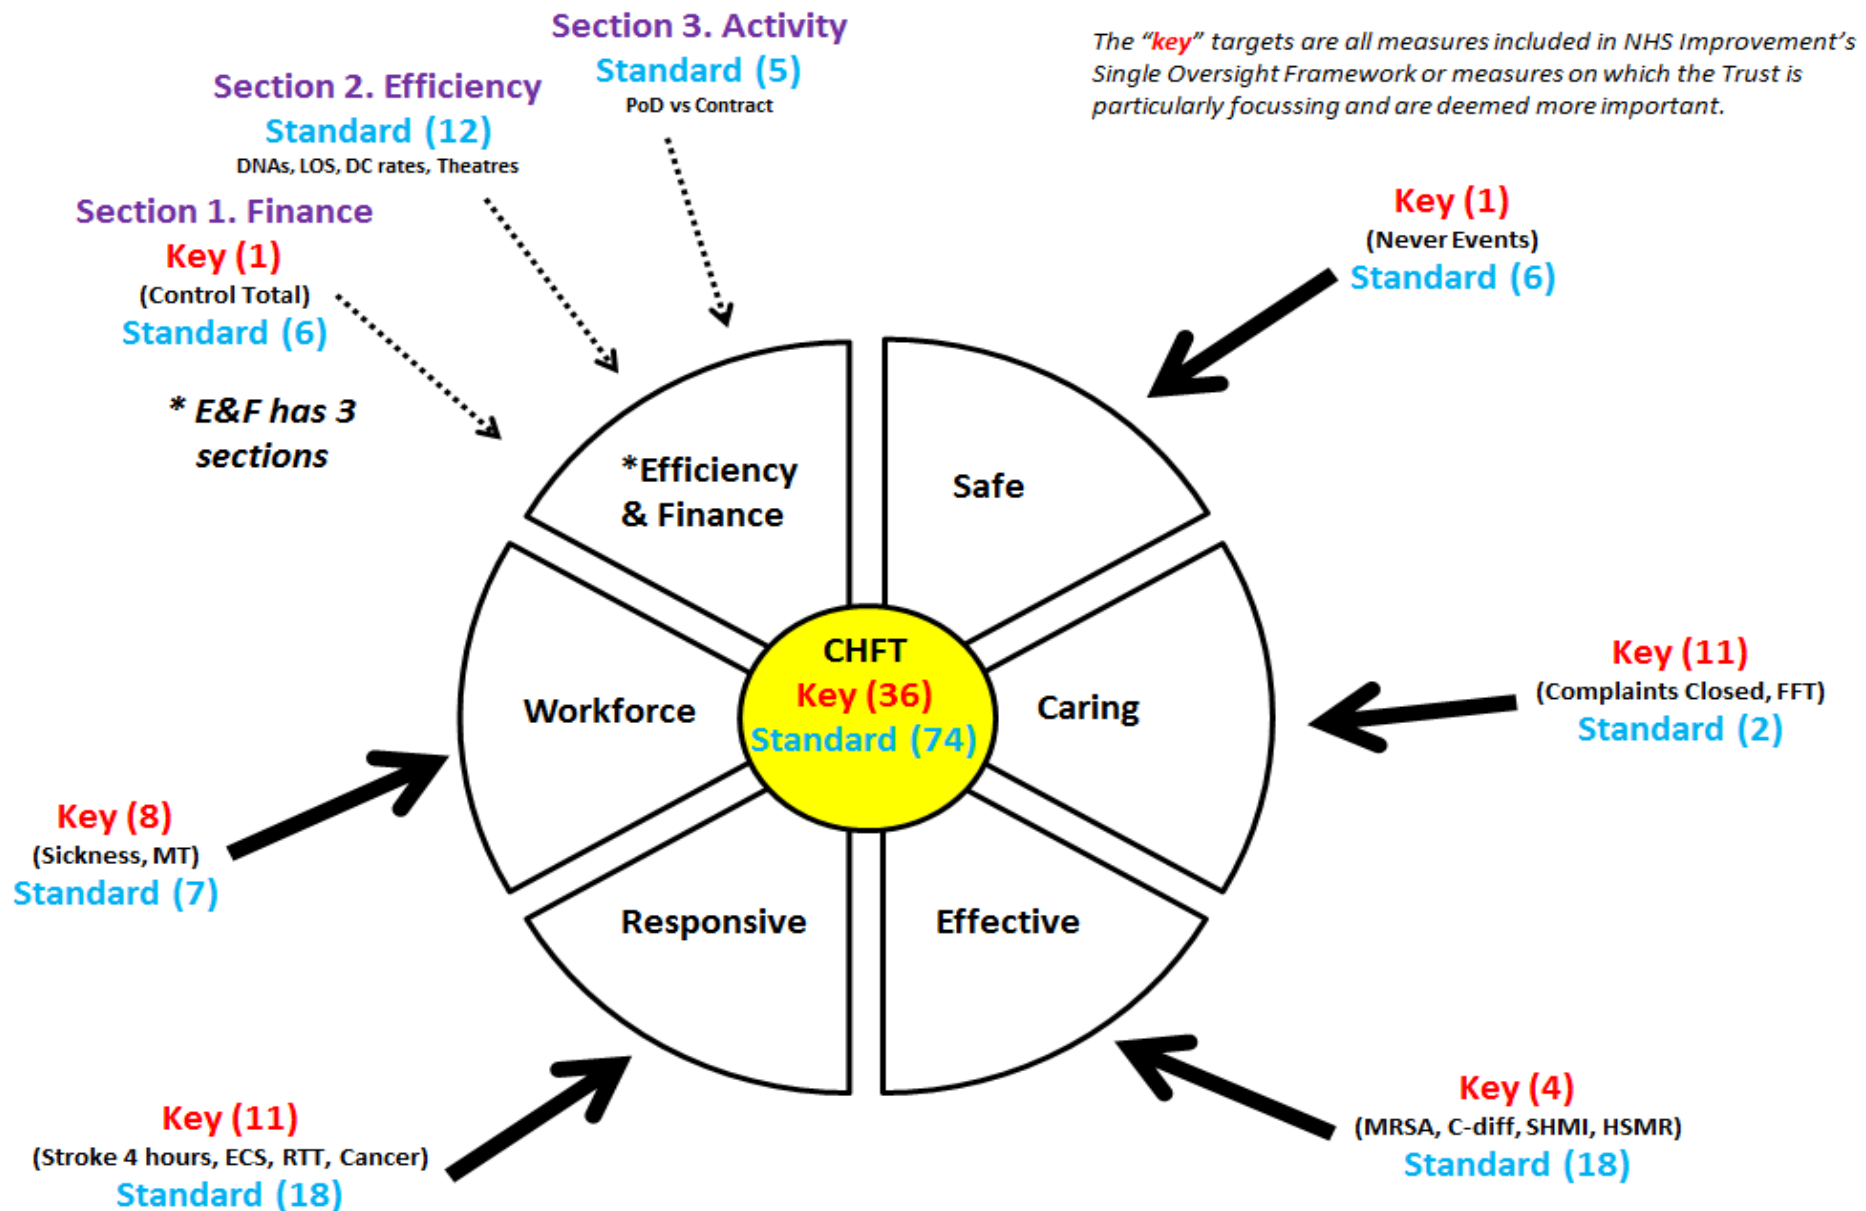 Section 3. Activity
Standard (5)
PoD vs Contract
The “key” targets are all measures included in NHS Improvement’s
Single Oversight Framework or measures on which the Trust is
particularly focussing and are deemed more important.
Section 2. Efficiency
Standard (12)
DNAs, LOS, DC rates, Theatres
Section 1. Finance
Key (1)
(Control Total)
Standard (6)
* E&F has 3
sections
Key (1)
(Never Events)
Standard (6)
*Efficiency
& Finance
Safe
CHFT
Key (36)
Standard (74)
Workforce
Caring
Key (11)
(Complaints Closed, FFT)
Standard (2)
Key (8)
(Sickness, MT)
Standard (7)
Responsive
Effective
Key (11)
(Stroke 4 hours, ECS, RTT, Cancer)
Standard (18)
Key (4)
(MRSA, C-diff, SHMI, HSMR)
Standard (18)